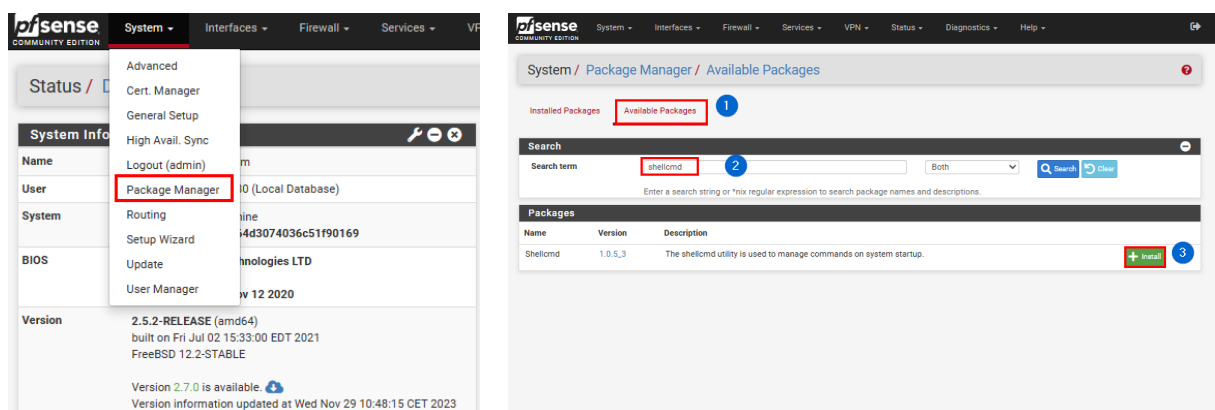 pfsense
COMMUNITY EDITION
System
Interfaces
Firewall
Services
Status /
Advanced
Cert. Manager
General Setup
High Avail. Sync
Logout (admin)
Package Manager
Routing
Setup Wizard
Update
User Manager
System Info
Name
User
(Local Database)
System
64d3074036c51f90169
BIOS
hnologies LTD
ov 12 2020
Version
2.5.2-RELEASE (amd64)
built on Fri Jul 02 15:33:00 EDT 2021
FreeBSD 12.2-STABLE
Version 2.7.0 is available.
Version information updated at Wed Nov 29 10:48:15 CET 2023
pfsense
COMMUNITY EDITION
System Interfaces Firewall Services VPN Status Diagnostics Help
System / Package Manager / Available Packages
Installed Packages Available Packages 1
Search
Search term shellcmd 2 Both Search Clear
Enter a search string or *nix regular expression to search package names and descriptions.
Packages
Name Version Description
Shellcmd 1.0.5_3 The shellcmd utility is used to manage commands on system startup. Install 3